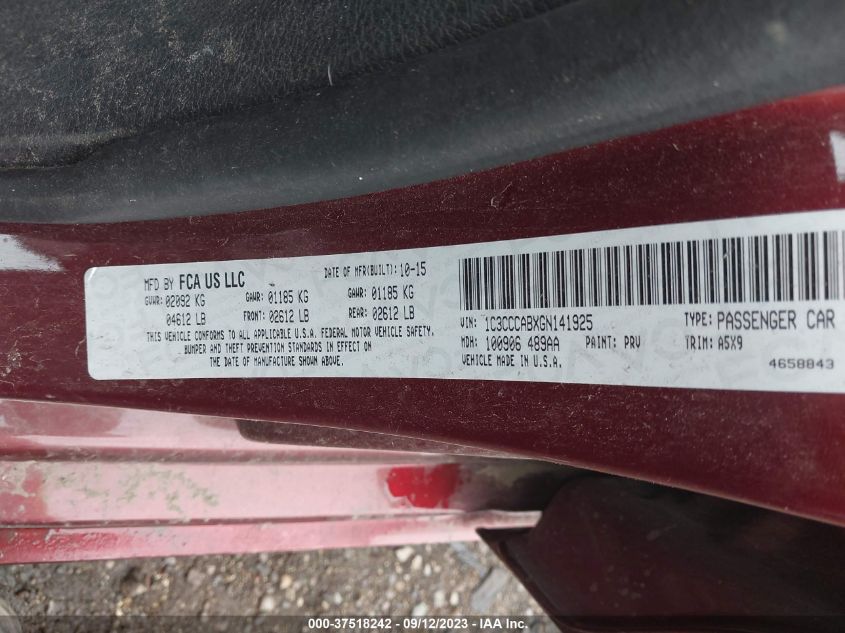 MFD BY FCA US LLC DATE OF MFR(BUILT): 10-15
GVWR: 02092 KG GAWR: 01185 KG GAWR: 01185 KG
04612 LB FRONT: 02612 LB REAR: 02612 LB
THIS VEHICLE CONFORMS TO ALL APPLICABLE U.S.A. FEDERAL MOTOR VEHICLE SAFETY,
BUMPER AND THEFT PREVENTION STANDARDS IN EFFECT ON
THE DATE OF MANUFACTURE SHOWN ABOVE.
VIN: 1C3CCCABXGN141925 TYPE: PASSENGER CAR
MDH: 100906 489AA PAINT: PRV TRIM: A5X9
VEHICLE MADE IN U.S.A. 4658843
000-37518242 - 09/12/2023 - IAA Inc.